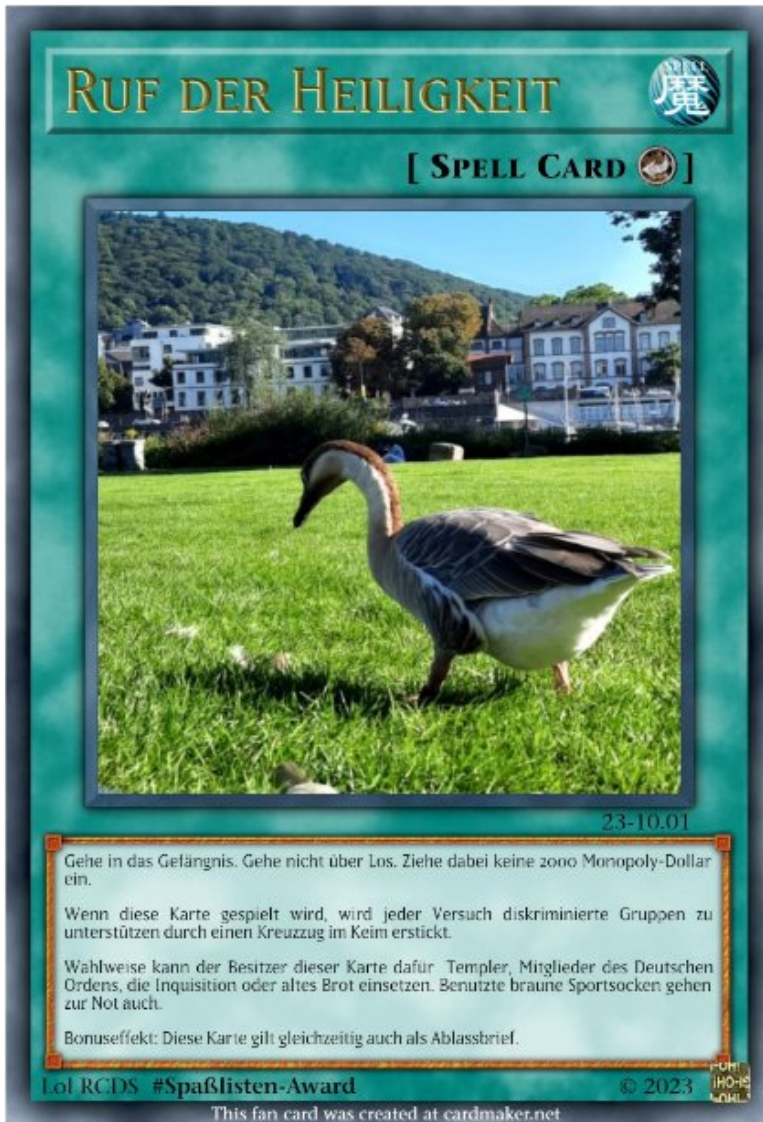 RUF DER HEILIGKEIT
SPELL
魔
[ SPELL CARD ]
23-10.01
Gehe in das Gefängnis. Gehe nicht über Los. Ziehe dabei keine 2000 Monopoly-Dollar
ein.
Wenn diese Karte gespielt wird, wird jeder Versuch diskriminierte Gruppen zu
unterstützen durch einen Kreuzzug im Keim erstickt.
Wahlweise kann der Besitzer dieser Karte dafür Templer, Mitglieder des Deutschen
Ordens, die Inquisition oder altes Brot einsetzen. Benutzte braune Sportsocken gehen
zur Not auch.
Bonuseffekt: Diese Karte gilt gleichzeitig auch als Ablassbrief.
Lol RCDS #Spaßlisten-Award © 2023
This fan card was created at cardmaker.net